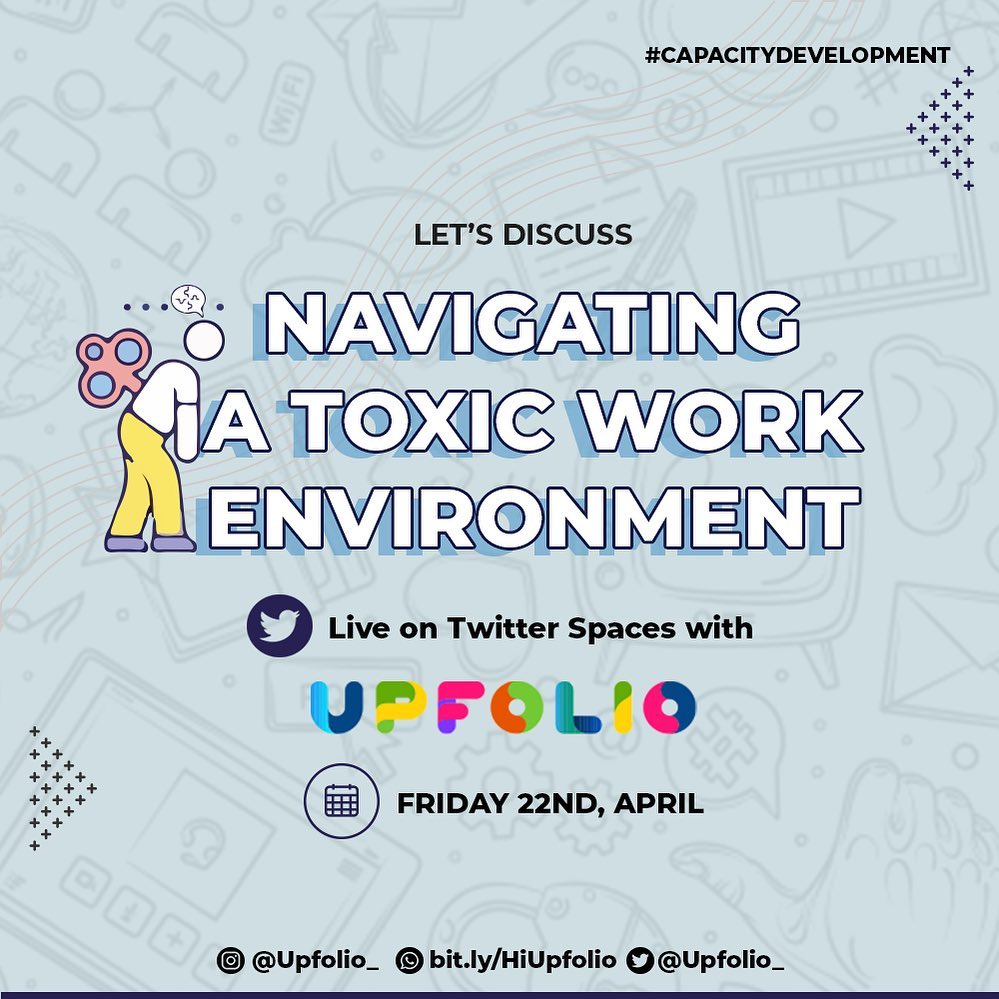 #CAPACITYDEVELOPMENT
WiFi
LET'S DISCUSS
NAVIGATING
A TOXIC WORK
ENVIRONMENT
Live on Twitter Spaces with
UPFOLIO
FRIDAY 22ND, APRIL
@Upfolio_ bit.ly/HiUpfolio @Upfolio_